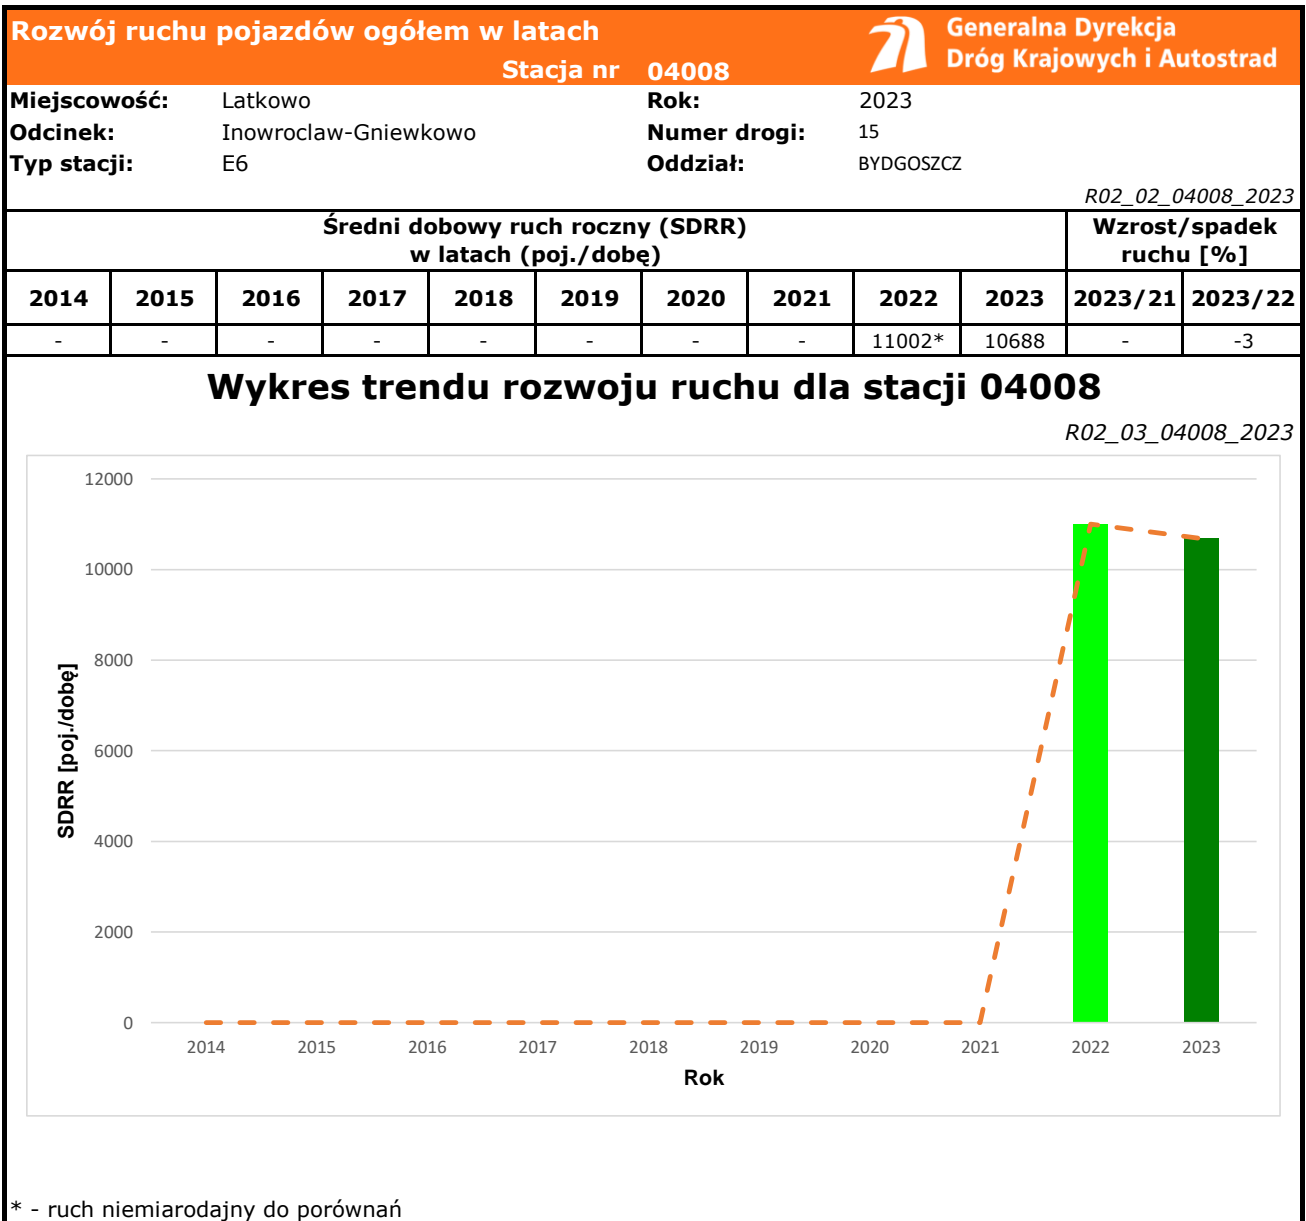 Rozwój ruchu pojazdów ogółem w latach
Stacja nr 04008
Generalna Dyrekcja
Dróg Krajowych i Autostrad
Miejscowość: Latkowo Rok: 2023
Odcinek: Inowroclaw-Gniewkowo Numer drogi: 15
Typ stacji: E6 Oddział: BYDGOSZCZ
R02_02_04008_2023
Średni dobowy ruch roczny (SDRR)
w latach (poj./dobę)
Wzrost/spadek
ruchu [%]
2014 2015 2016 2017 2018 2019 2020 2021 2022 2023 2023/21 2023/22
- - - - - - - - 11002* 10688 - -3
Wykres trendu rozwoju ruchu dla stacji 04008
R02_03_04008_2023
12000
10000
8000
6000
4000
2000
0
SDRR [poj./dobę]
2014 2015 2016 2017 2018 2019 2020 2021 2022 2023
Rok
* - ruch niemiarodajny do porównań